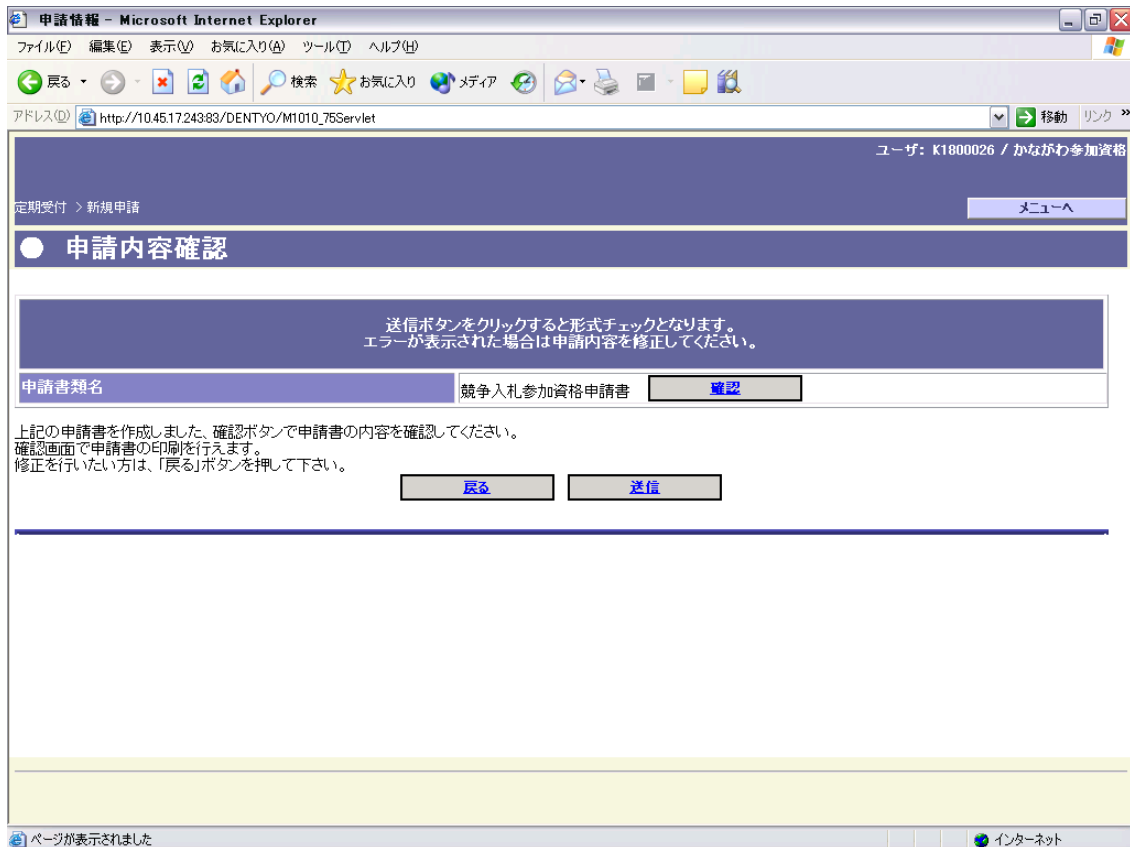 申請情報 - Microsoft Internet Explorer
ファイル(F) 編集(E) 表示(V) お気に入り(A) ツール(T) ヘルプ(H)
戻る 検索 お気に入り メディア
アドレス(D) http://10.45.17.243:83/DENTYO/M1010_75Servlet 移動 リンク »
ユーザ: K1800026 / かながわ参加資格
定期受付 > 新規申請 メニューへ
● 申請内容確認
送信ボタンをクリックすると形式チェックとなります。
エラーが表示された場合は申請内容を修正してください。
申請書類名 競争入札参加資格申請書 確認
上記の申請書を作成しました、確認ボタンで申請書の内容を確認してください。
確認画面で申請書の印刷を行えます。
修正を行いたい方は、「戻る」ボタンを押して下さい。
戻る 送信
ページが表示されました インターネット